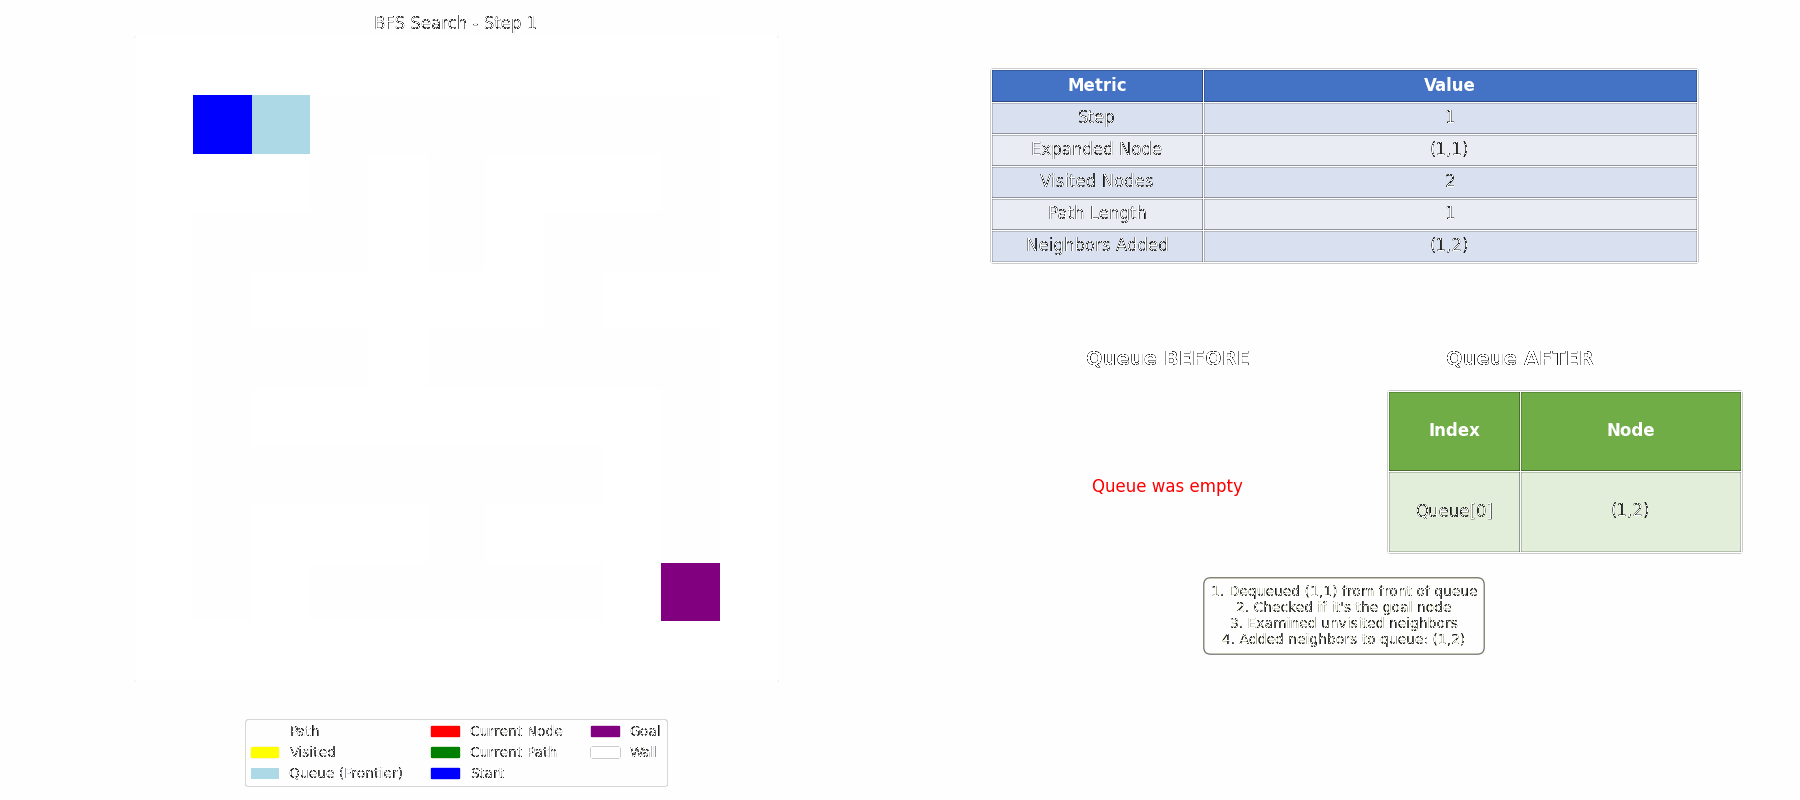 BFS Search - Step 1
Metric Value
Step 1
Expanded Node (1,1)
Visited Nodes 2
Path Length 1
Neighbors Added (1,2)
Queue BEFORE
Queue was empty
Queue AFTER
Index Node
Queue[0] (1,2)
1. Dequeued (1,1) from front of queue
2. Checked if it's the goal node
3. Examined unvisited neighbors
4. Added neighbors to queue: (1,2)
Path
Visited
Queue (Frontier)
Current Node
Current Path
Start
Goal
Wall